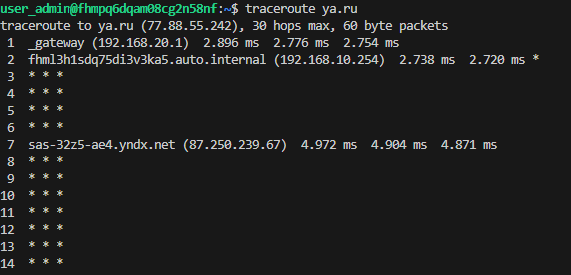 user_admin@fhmpq6dqam08cg2n58nf:~$ traceroute ya.ru
traceroute to ya.ru (77.88.55.242), 30 hops max, 60 byte packets
 1  _gateway (192.168.20.1)  2.896 ms  2.776 ms  2.754 ms
 2  fhml3h1sdq75di3v3ka5.auto.internal (192.168.10.254)  2.738 ms  2.720 ms *
 3  * * *
 4  * * *
 5  * * *
 6  * * *
 7  sas-32z5-ae4.yndx.net (87.250.239.67)  4.972 ms  4.904 ms  4.871 ms
 8  * * *
 9  * * *
10  * * *
11  * * *
12  * * *
13  * * *
14  * * *